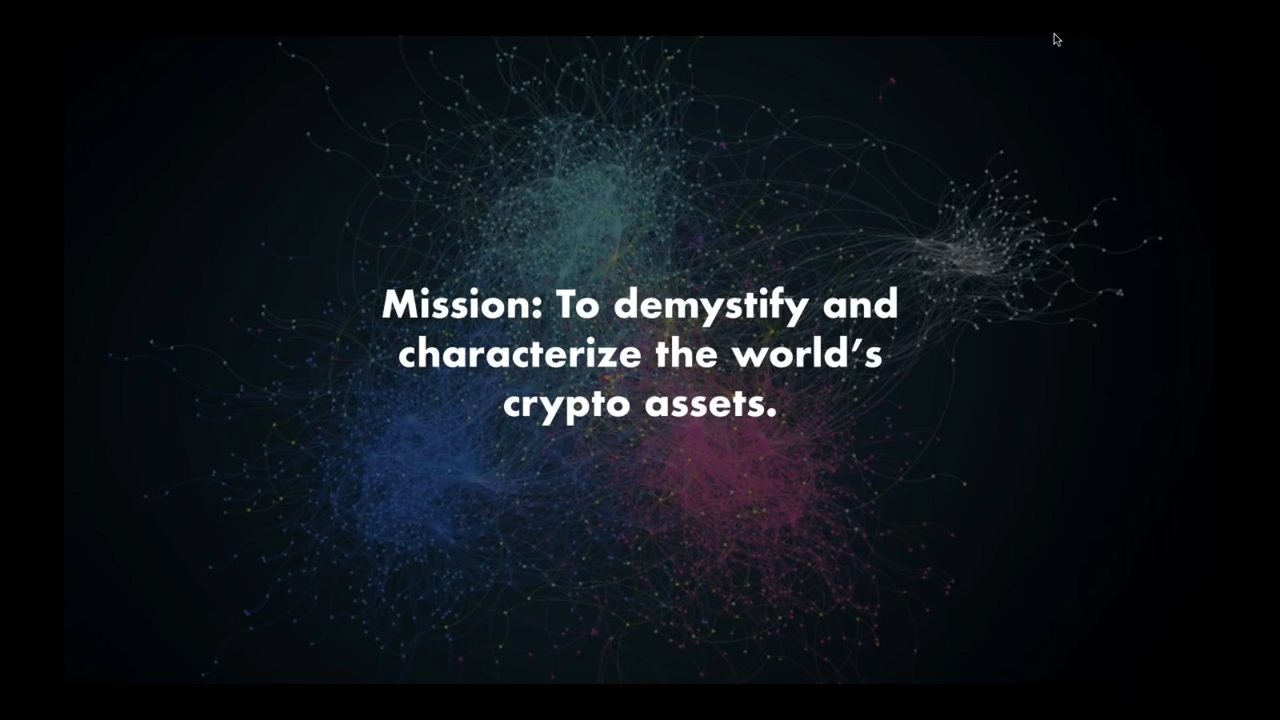 Mission: To demystify and
characterize the world’s
crypto assets.